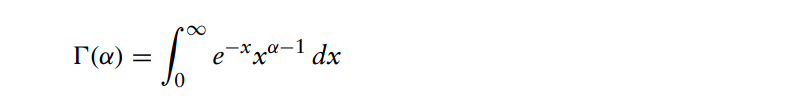 Γ(α) = ∫₀^∞ e^{−x} x^{α−1} dx